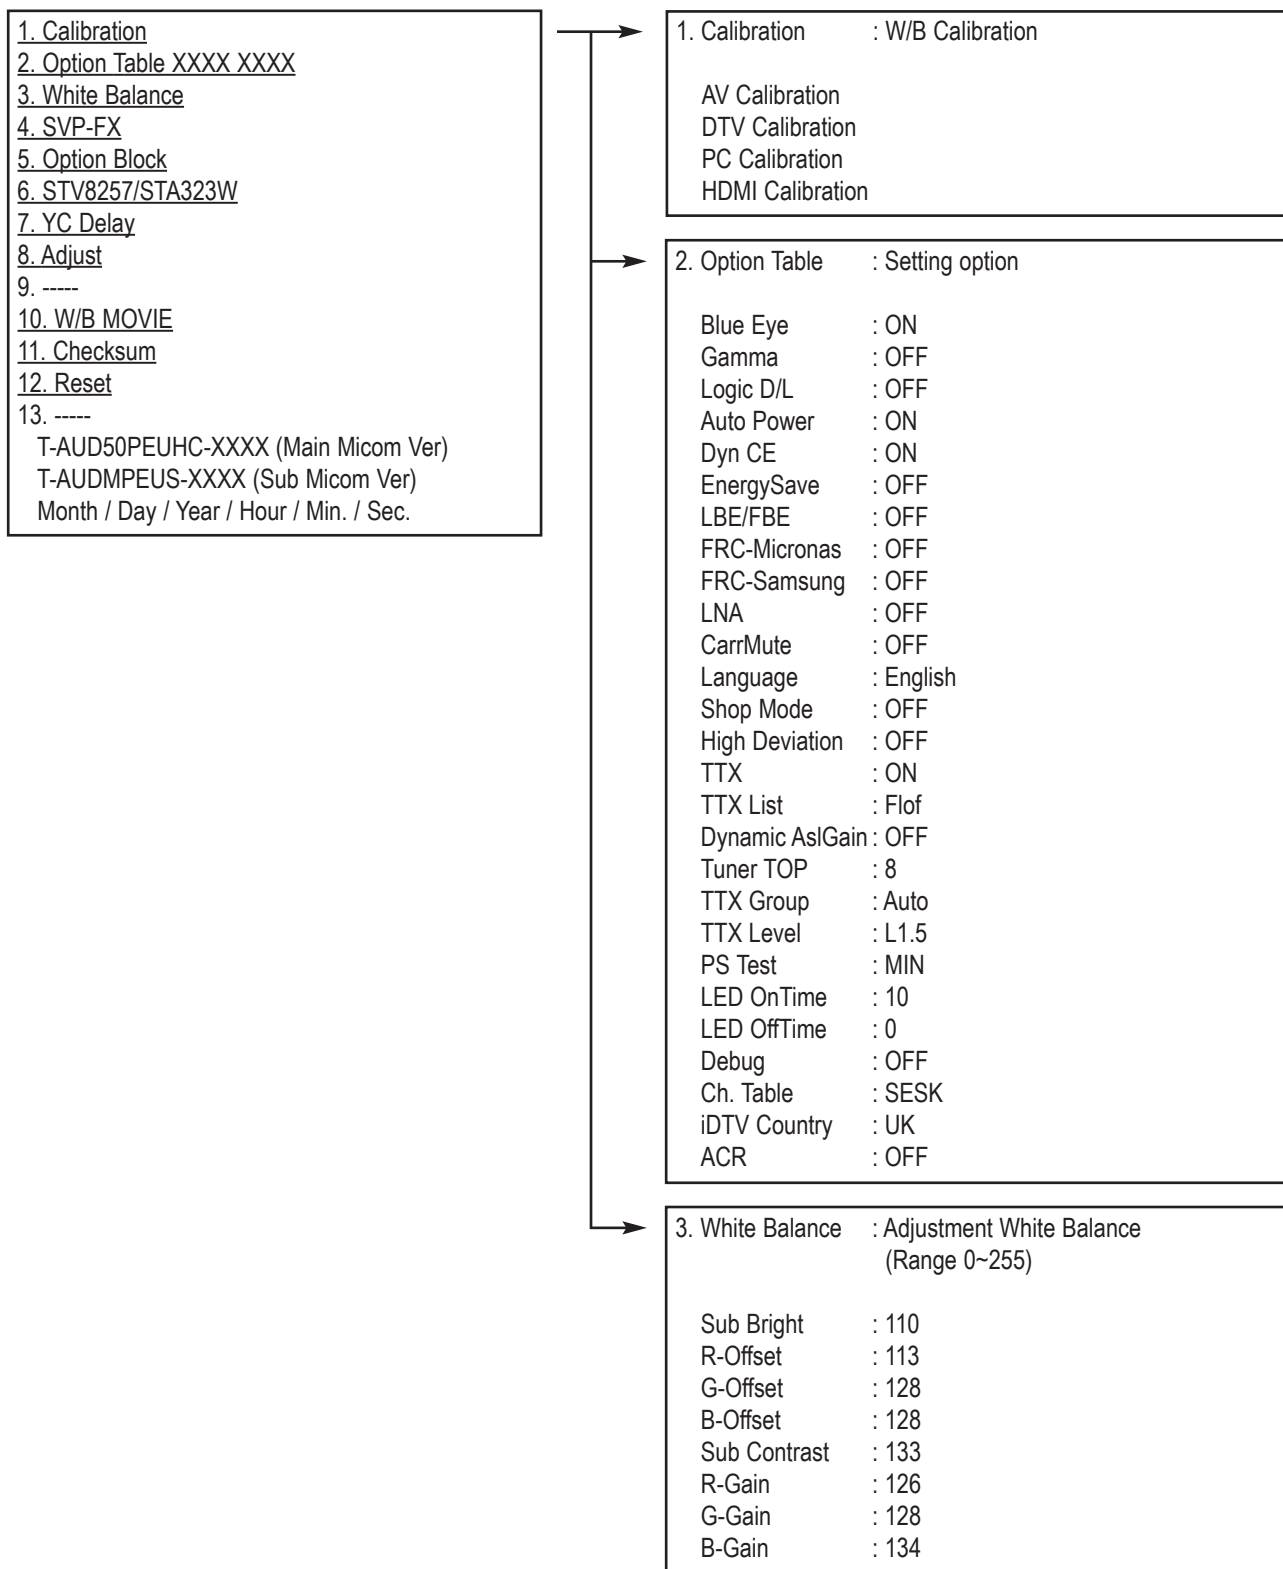 1. Calibration
2. Option Table XXXX XXXX
3. White Balance
4. SVP-FX
5. Option Block
6. STV8257/STA323W
7. YC Delay
8. Adjust
9. -----
10. W/B MOVIE
11. Checksum
12. Reset
13. -----
T-AUD50PEUHC-XXXX (Main Micom Ver)
T-AUDMPEUS-XXXX (Sub Micom Ver)
Month / Day / Year / Hour / Min. / Sec.
1. Calibration : W/B Calibration
AV Calibration
DTV Calibration
PC Calibration
HDMI Calibration
2. Option Table : Setting option
Blue Eye : ON
Gamma : OFF
Logic D/L : OFF
Auto Power : ON
Dyn CE : ON
EnergySave : OFF
LBE/FBE : OFF
FRC-Micronas : OFF
FRC-Samsung : OFF
LNA : OFF
CarrMute : OFF
Language : English
Shop Mode : OFF
High Deviation : OFF
TTX : ON
TTX List : Flof
Dynamic AslGain : OFF
Tuner TOP : 8
TTX Group : Auto
TTX Level : L1.5
PS Test : MIN
LED OnTime : 10
LED OffTime : 0
Debug : OFF
Ch. Table : SESK
iDTV Country : UK
ACR : OFF
3. White Balance : Adjustment White Balance
(Range 0~255)
Sub Bright : 110
R-Offset : 113
G-Offset : 128
B-Offset : 128
Sub Contrast : 133
R-Gain : 126
G-Gain : 128
B-Gain : 134